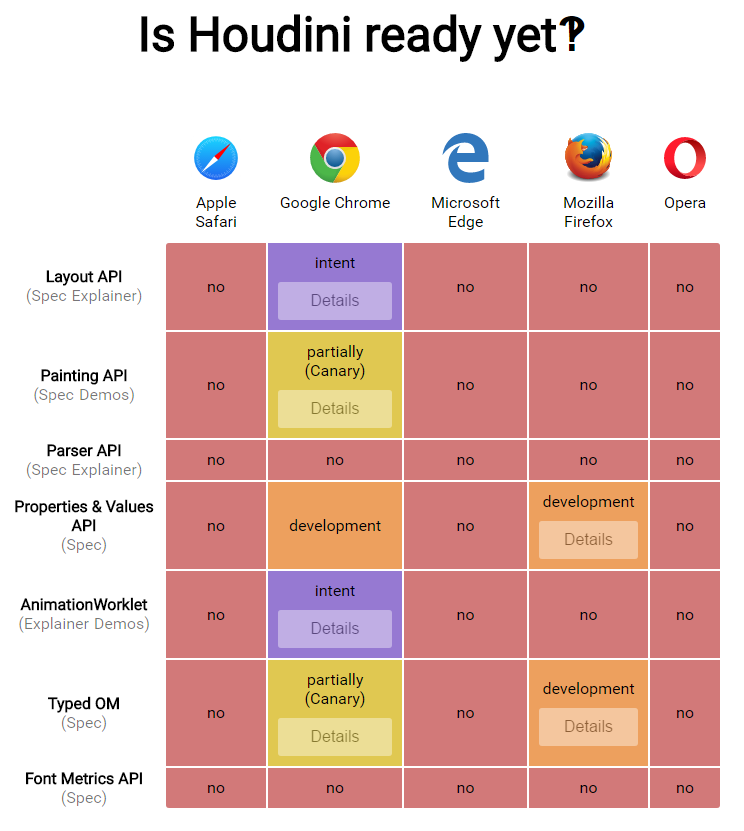 Is Houdini ready yet‽
Apple
Safari
Google Chrome
Microsoft
Edge
Mozilla
Firefox
Opera
Layout API
(Spec Explainer)
no
intent
Details
no
no
no
Painting API
(Spec Demos)
no
partially
(Canary)
Details
no
no
no
Parser API
(Spec Explainer)
no
no
no
no
no
Properties & Values
API
(Spec)
no
development
no
development
Details
no
AnimationWorklet
(Explainer Demos)
no
intent
Details
no
no
no
Typed OM
(Spec)
no
partially
(Canary)
Details
no
development
Details
no
Font Metrics API
(Spec)
no
no
no
no
no